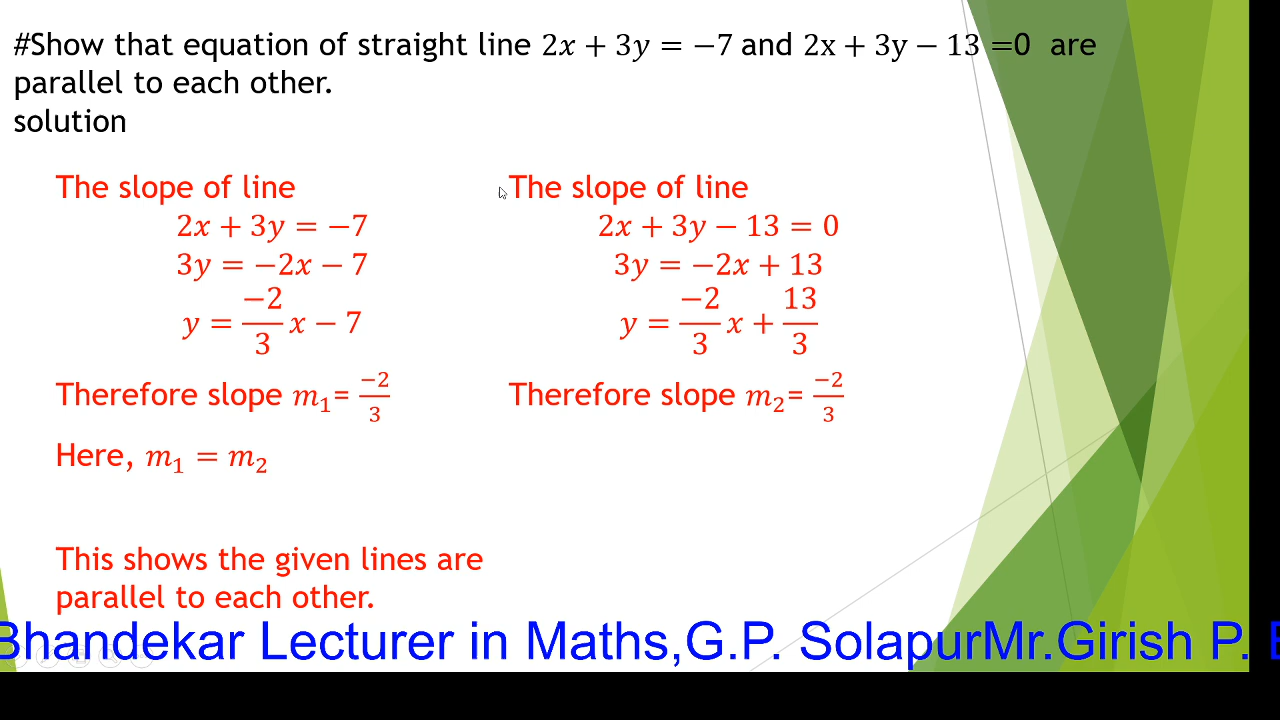 #Show that equation of straight line 2x + 3y = −7 and 2x + 3y − 13 =0 are
parallel to each other.
solution
The slope of line
2x + 3y = −7
3y = −2x − 7
y = −2/3 x − 7
Therefore slope m₁= −2/3
Here, m₁ = m₂
This shows the given lines are
parallel to each other.
The slope of line
2x + 3y − 13 = 0
3y = −2x + 13
y = −2/3 x + 13/3
Therefore slope m₂= −2/3
Bhandekar Lecturer in Maths,G.P. SolapurMr.Girish P.